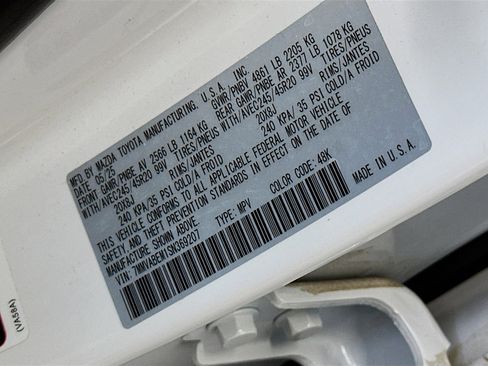 MFD. BY MAZDA TOYOTA MANUFACTURING, U.S.A., INC.
DATE: 05/25 GVWR/PNBV 4861 LB 2205 KG
FRONT GAWR/PNBE AV 2566 LB 1164 KG REAR GAWR/PNBE AR 2377 LB 1078 KG
WITH/AVEC245/45R20 99V TIRES/PNEUS WITH/AVEC245/45R20 99V TIRES/PNEUS
20X8J RIMS/JANTES 20X8J RIMS/JANTES
240 KPA/35 PSI COLD/A FROID 240 KPA/35 PSI COLD/A FROID
THIS VEHICLE CONFORMS TO ALL APPLICABLE FEDERAL MOTOR VEHICLE
SAFETY AND THEFT PREVENTION STANDARDS IN EFFECT ON THE DATE OF
MANUFACTURE SHOWN ABOVE.
VIN: TYPE: MPV COLOR CODE: 48K
MADE IN U.S.A.
(VA58A)